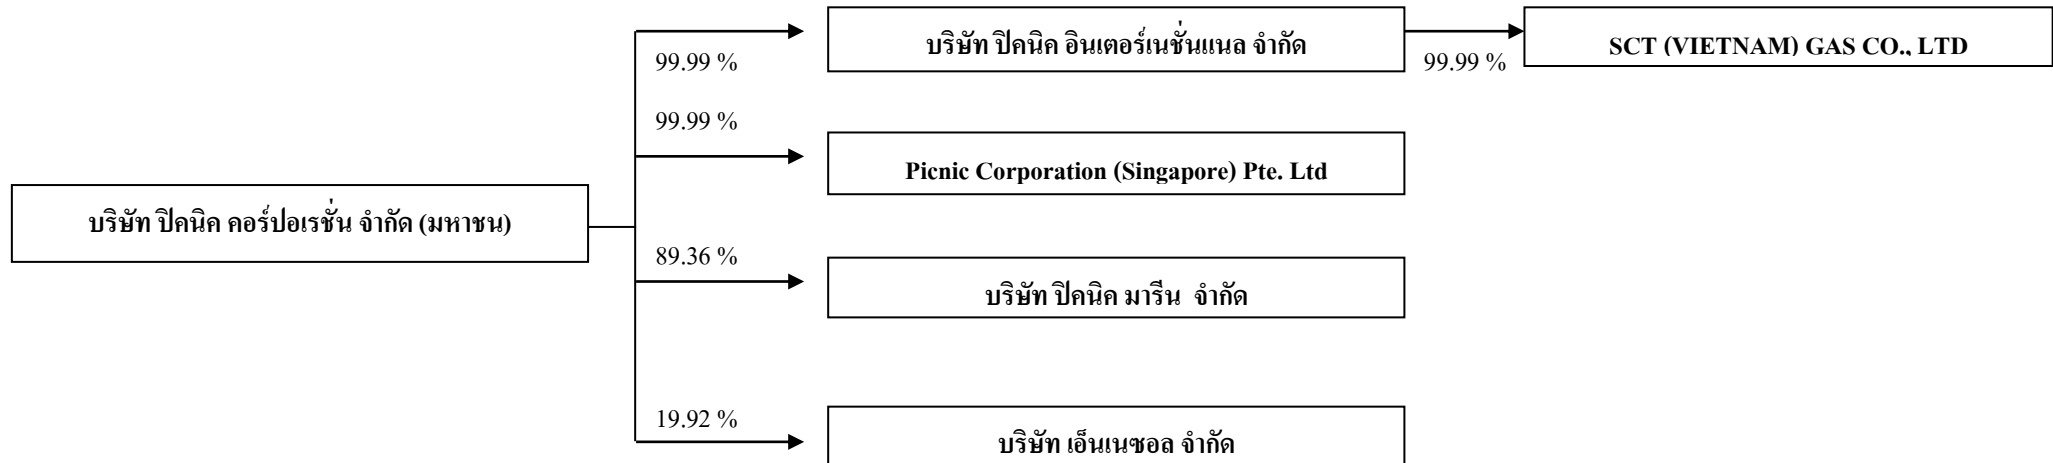 บริษัท ปิคนิค อินเตอร์เนชั่นแนล จำกัด
SCT (VIETNAM) GAS CO., LTD
99.99 %
99.99 %
99.99 %
Picnic Corporation (Singapore) Pte. Ltd
บริษัท ปิคนิค คอร์ปอเรชั่น จำกัด (มหาชน)
89.36 %
บริษัท ปิคนิค มารีน จำกัด
19.92 %
บริษัท เอ็นเนซอล จำกัด